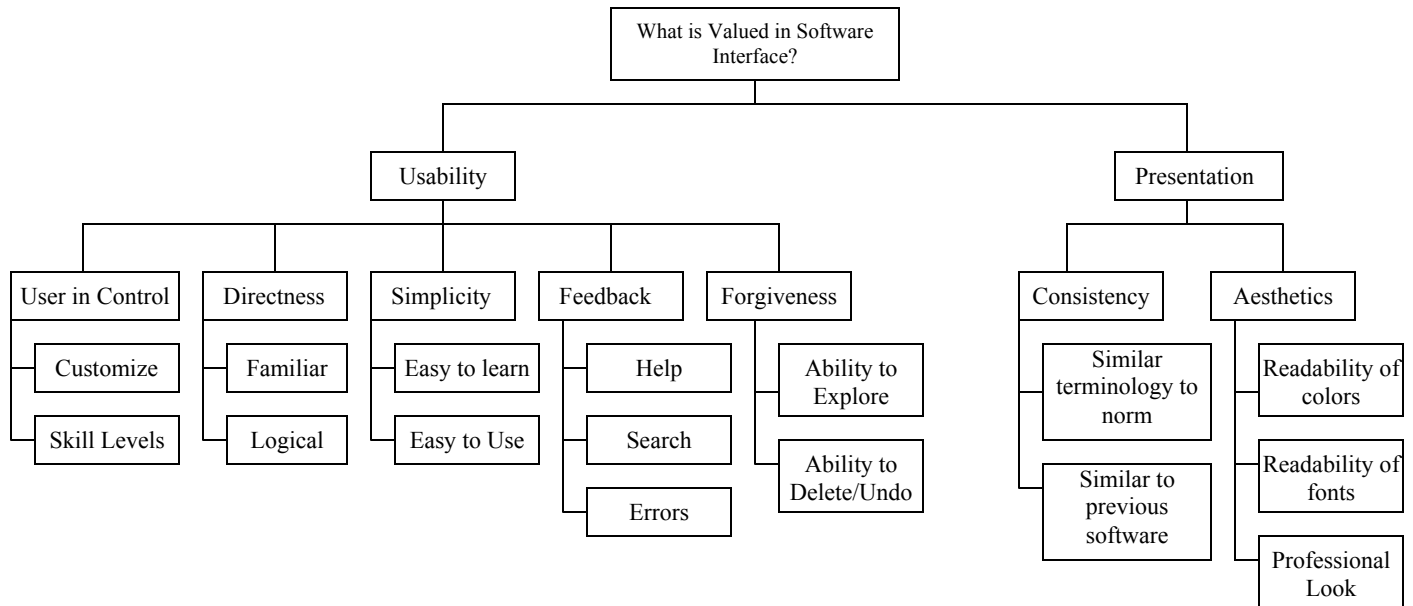 What is Valued in Software
Interface?
Usability
Presentation
User in Control
Directness
Simplicity
Feedback
Forgiveness
Consistency
Aesthetics
Customize
Skill Levels
Familiar
Logical
Easy to learn
Easy to Use
Help
Search
Errors
Ability to
Explore
Ability to
Delete/Undo
Similar
terminology to
norm
Similar to
previous
software
Readability of
colors
Readability of
fonts
Professional
Look